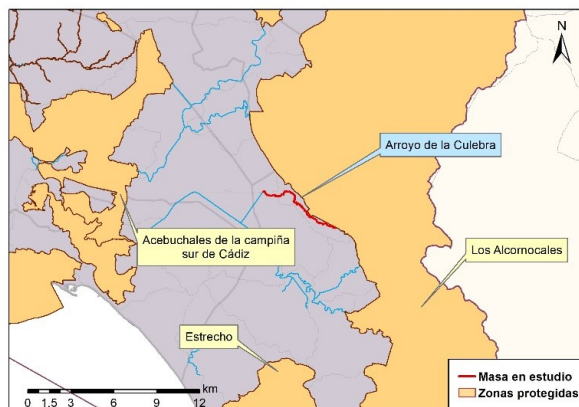 N
Arroyo de la Culebra
Acebuchales de la campiña
sur de Cádiz
Los Alcornocales
Estrecho
km
0 1.5 3 6 9 12
Masa en estudio
Zonas protegidas